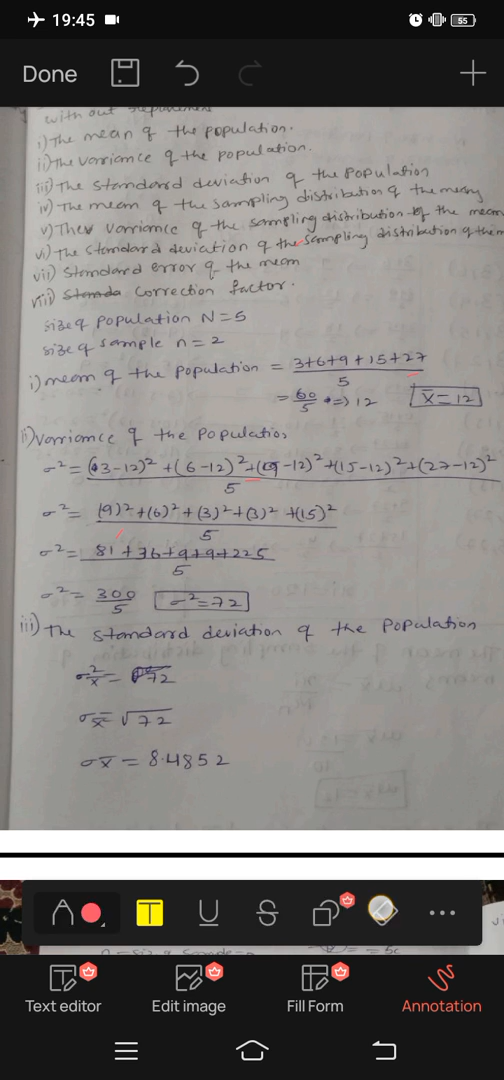 19:45
55
Done
with out
i) The mean of the population.
ii) The variance of the population.
iii) The standard deviation of the population
iv) The mean of the sampling distribution of the means
v) The variance of the sampling distribution of the mean
vi) The standard deviation of the sampling distribution of the m
vii) Standard error of the mean
viii) Standa Correction factor.
size of population N=5
size of sample n=2
i) mean of the population = 3+6+9+15+27
5
= 60/5 => 12 x̄=12
ii) variance of the population
σ²= (3-12)²+(6-12)²+(9-12)²+(15-12)²+(27-12)²
5
σ²= (9)²+(6)²+(3)²+(3)²+(15)²
5
σ²= 81+36+9+9+225
5
σ²= 300/5 σ²=72
iii) The standard deviation of the population
σ²x̄ = 72
σx̄ = √72
σx̄ = 8.4852
T
U
S
Text editor
Edit image
Fill Form
Annotation